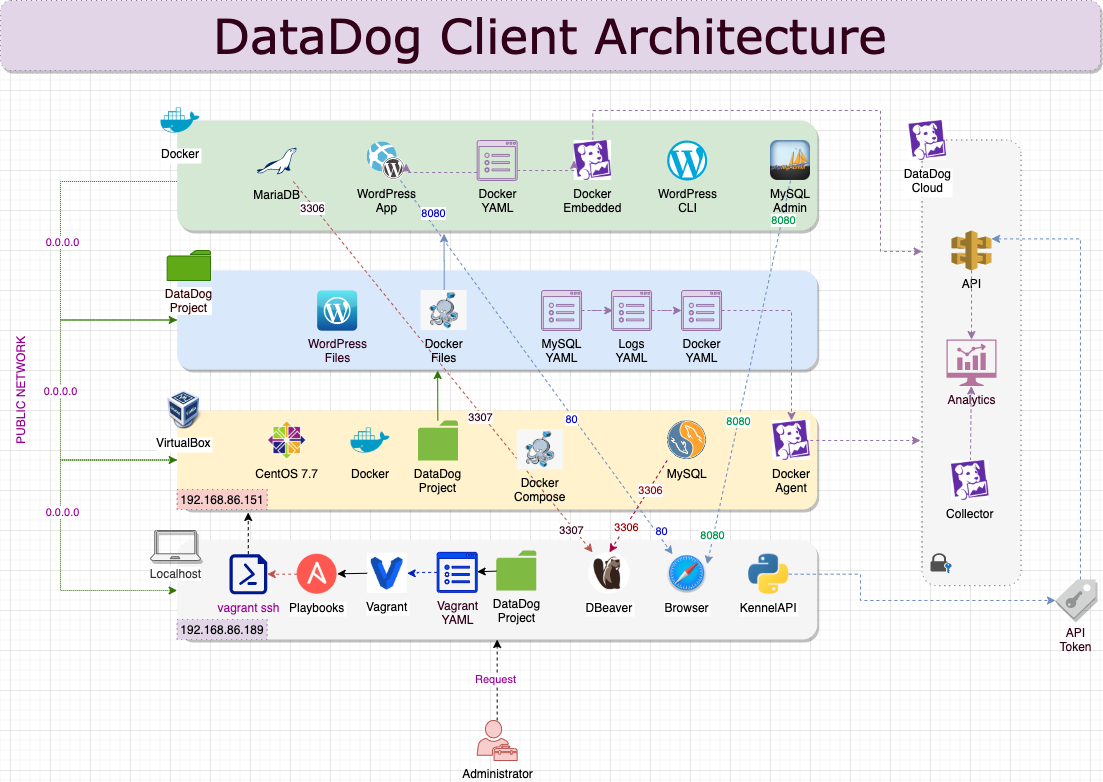 DataDog Client Architecture
Docker
MariaDB
WordPress
App
Docker
YAML
Docker
Embedded
WordPress
CLI
MySQL
Admin
3306
8080
8080
DataDog
Cloud
0.0.0.0
DataDog
Project
WordPress
Files
Docker
Files
MySQL
YAML
Logs
YAML
Docker
YAML
API
PUBLIC NETWORK
0.0.0.0
Analytics
VirtualBox
3307
80
8080
CentOS 7.7
Docker
DataDog
Project
Docker
Compose
MySQL
Docker
Agent
192.168.86.151
3306
Collector
0.0.0.0
3307
3306
80
8080
Localhost
vagrant ssh
Playbooks
Vagrant
Vagrant
YAML
DataDog
Project
DBeaver
Browser
KennelAPI
192.168.86.189
API
Token
Request
Administrator